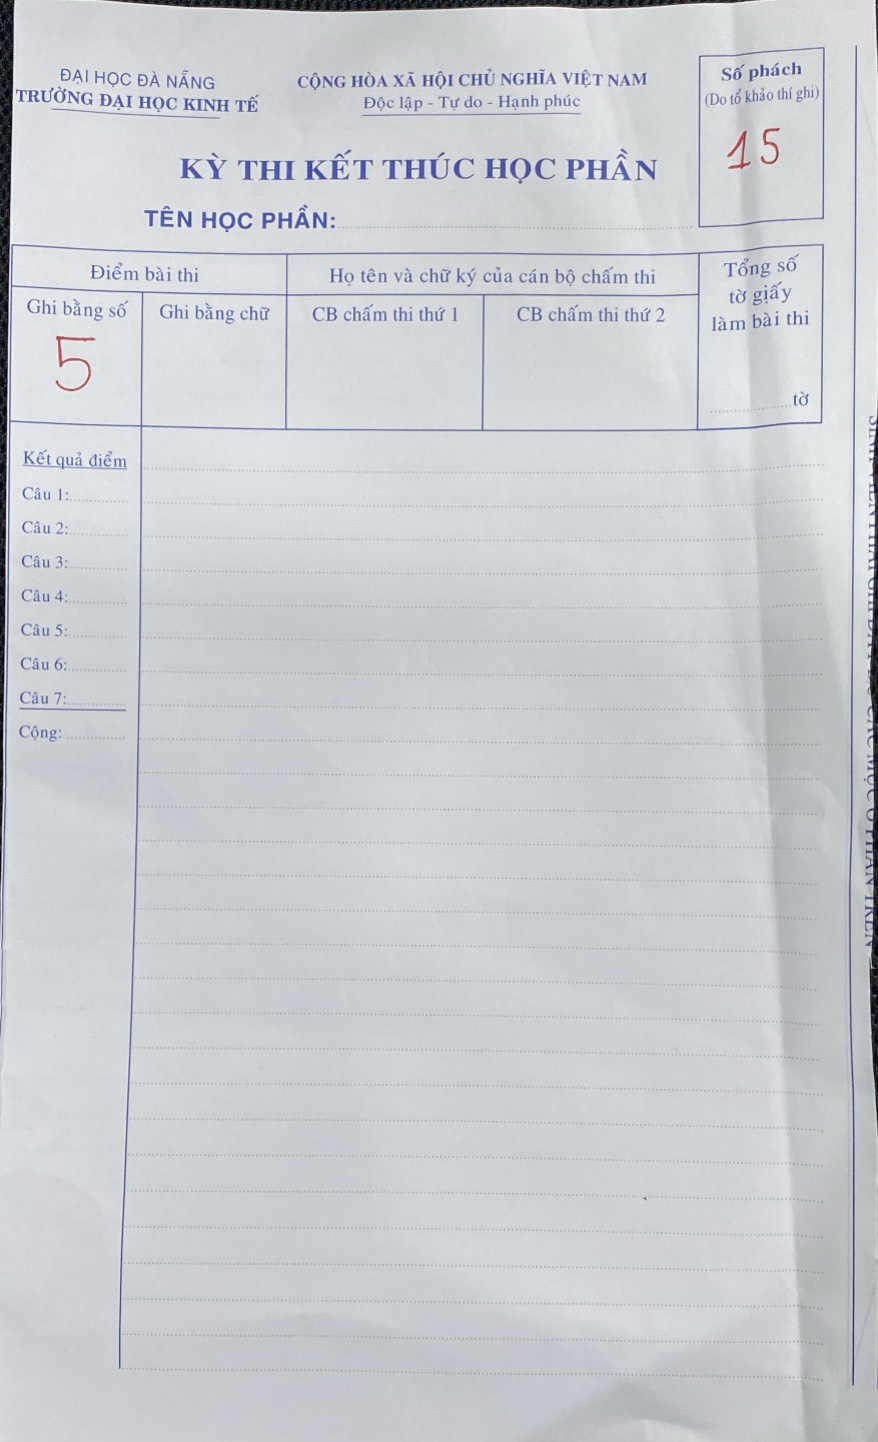 ĐẠI HỌC ĐÀ NẴNG
TRƯỜNG ĐẠI HỌC KINH TẾ
CỘNG HÒA XÃ HỘI CHỦ NGHĨA VIỆT NAM
Độc lập - Tự do - Hạnh phúc
Số phách
(Do tổ khảo thí ghi)
15
KỲ THI KẾT THÚC HỌC PHẦN
TÊN HỌC PHẦN:
Điểm bài thi
Họ tên và chữ ký của cán bộ chấm thi
Tổng số
tờ giấy
làm bài thi
Ghi bằng số
Ghi bằng chữ
CB chấm thi thứ 1
CB chấm thi thứ 2
5
tờ
Kết quả điểm
Câu 1:
Câu 2:
Câu 3:
Câu 4:
Câu 5:
Câu 6:
Câu 7:
Cộng: